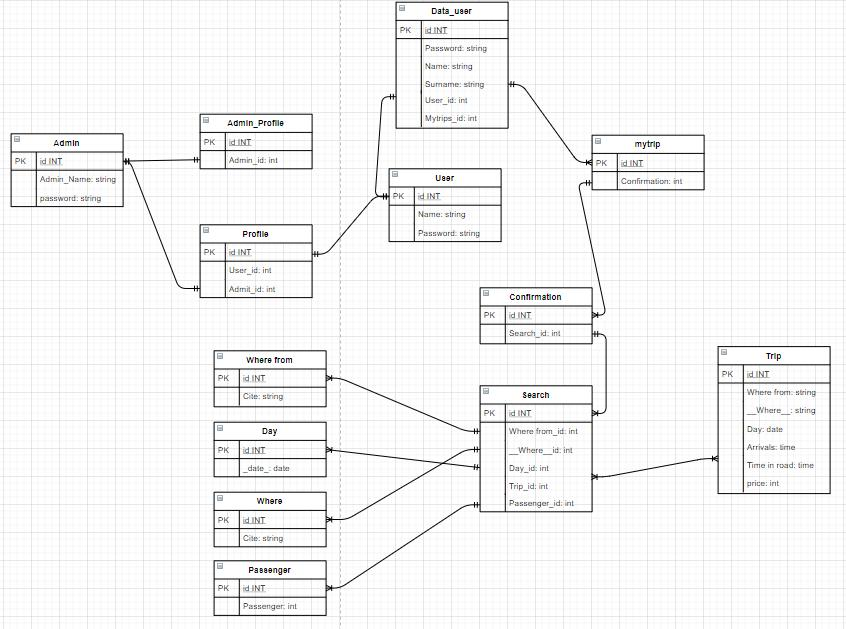 Data_user
PK id INT
Password: string
Name: string
Surname: string
User_id: int
Mytrips_id: int
Admin
PK id INT
Admin_Name: string
password: string
Admin_Profile
PK id INT
Admin_id: int
mytrip
PK id INT
Confirmation: int
User
PK id INT
Name: string
Password: string
Profile
PK id INT
User_id: int
Admit_id: int
Confirmation
PK id INT
Search_id: int
Where from
PK id INT
Cite: string
Trip
PK id INT
Where from: string
__Where__: string
Day: date
Arrivals: time
Time in road: time
price: int
Search
PK id INT
Where from_id: int
__Where__id: int
Day_id: int
Trip_id: int
Passenger_id: int
Day
PK id INT
_date_: date
Where
PK id INT
Cite: string
Passenger
PK id INT
Passenger: int